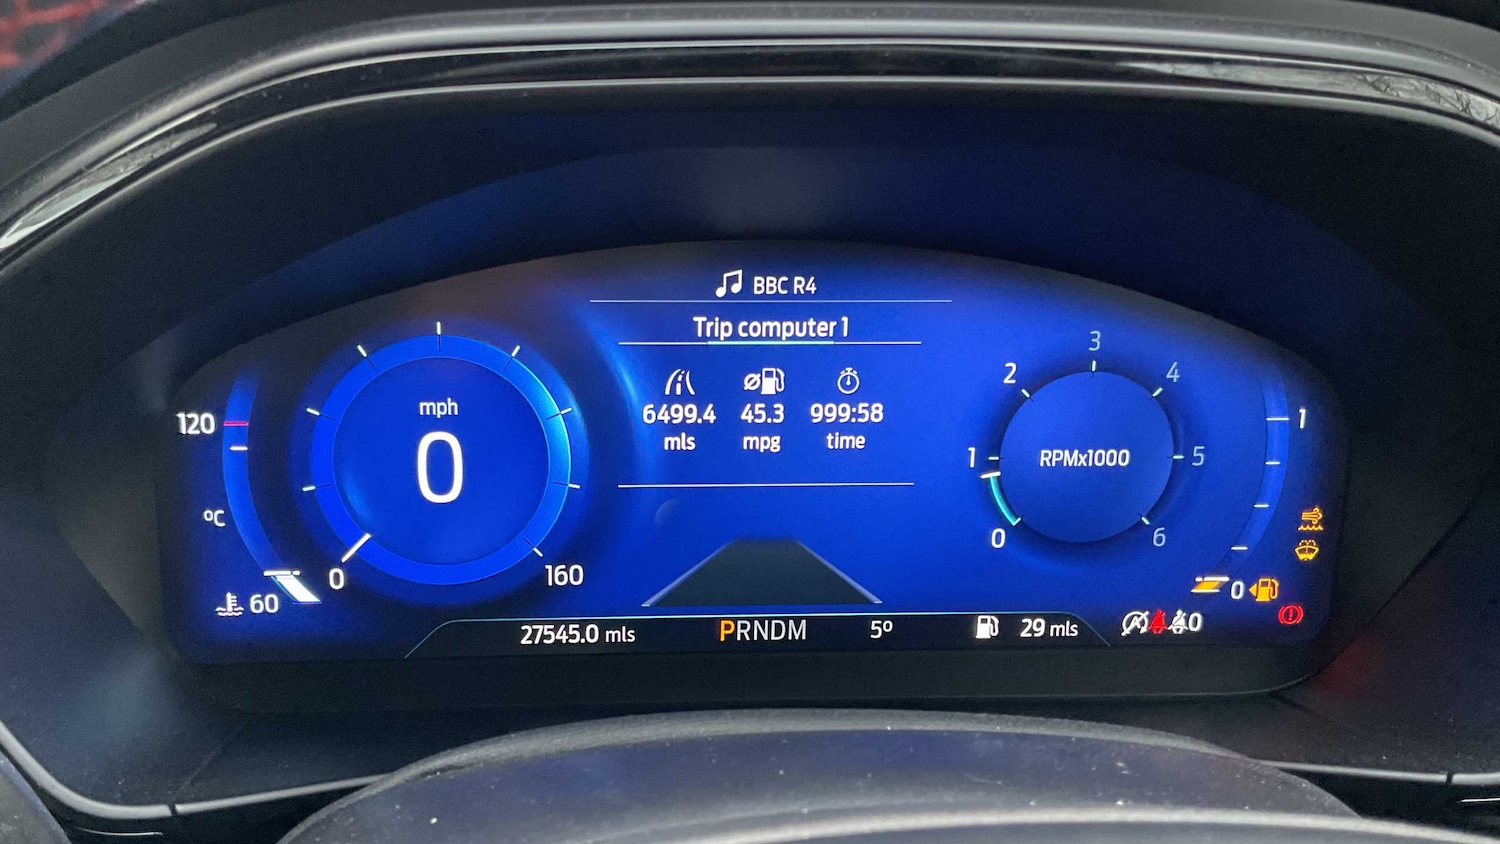 BBC R4
Trip computer 1
6499.4 45.3 999:58
mls mpg time
120
°C
60
mph
0
0
160
0
1
2
3
4
5
6
RPMx1000
1
0
27545.0 mls
PRNDM
5°
29 mls
0